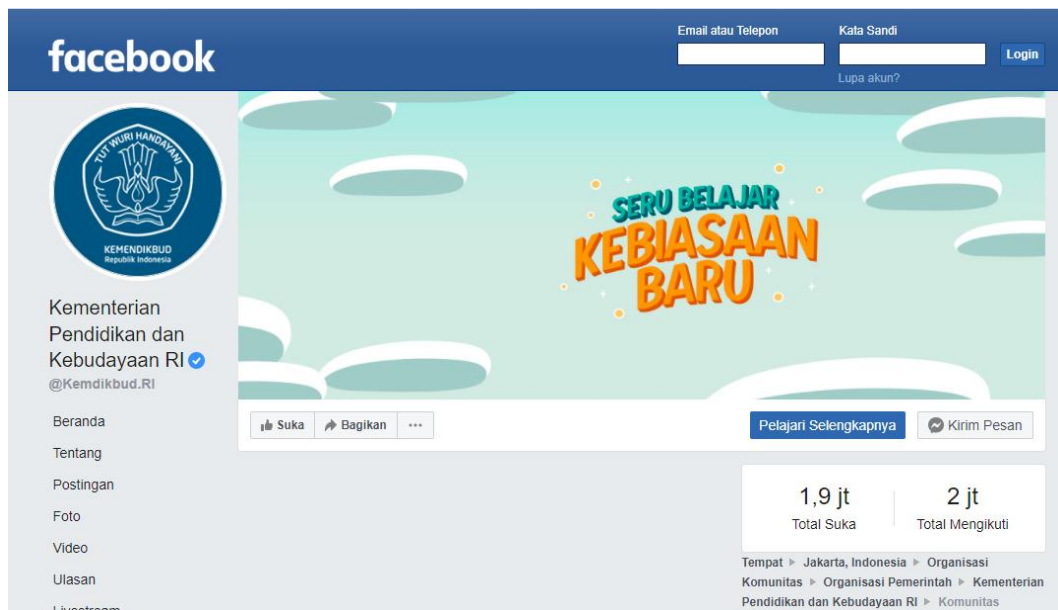 facebook
Email atau Telepon
Kata Sandi
Login
Lupa akun?
TUT WURI HANDAYANI
KEMENDIKBUD
Republik Indonesia
SERU BELAJAR
KEBIASAAN
BARU
Kementerian
Pendidikan dan
Kebudayaan RI
@Kemdikbud.RI
Beranda
Tentang
Postingan
Foto
Video
Ulasan
Livestream
Suka Bagikan ...
Pelajari Selengkapnya Kirim Pesan
1,9 jt 2 jt
Total Suka Total Mengikuti
Tempat ▸ Jakarta, Indonesia ▸ Organisasi
Komunitas ▸ Organisasi Pemerintah ▸ Kementerian
Pendidikan dan Kebudayaan RI ▸ Komunitas